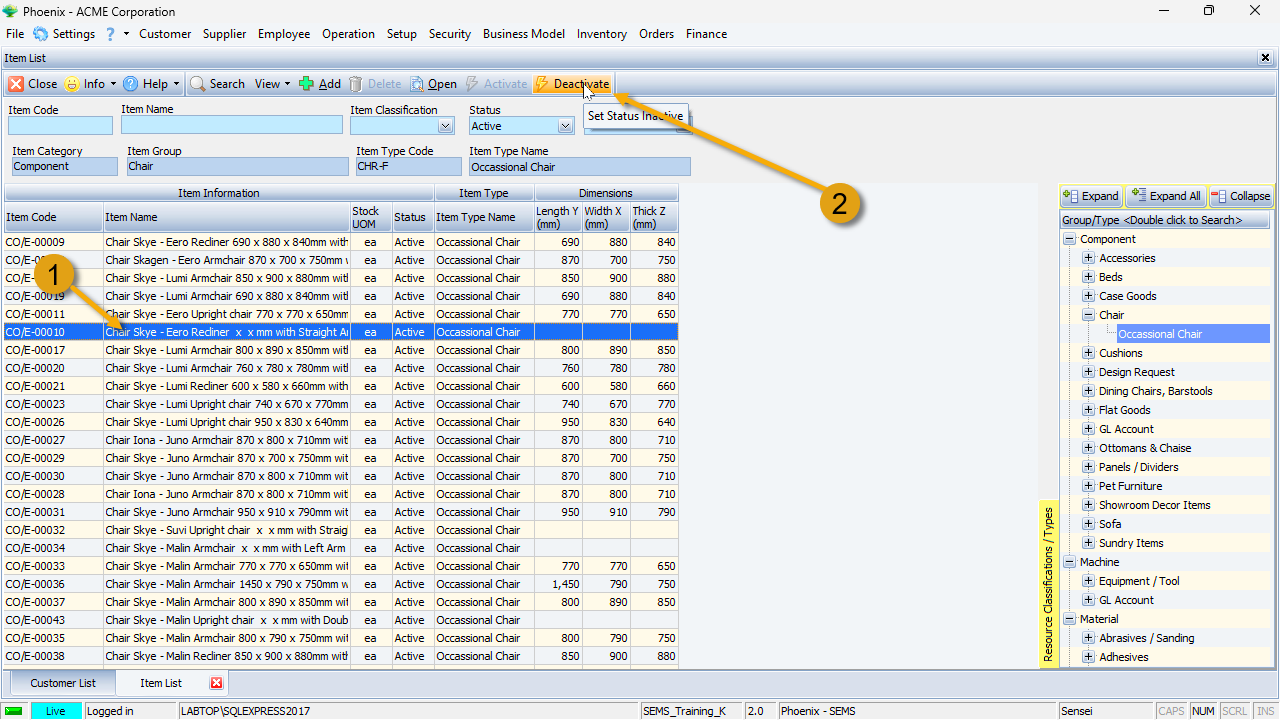 Phoenix - ACME Corporation
File Settings ? Customer Supplier Employee Operation Setup Security Business Model Inventory Orders Finance
Item List
Close Info Help Search View Add Delete Open Activate Deactivate
Set Status Inactive
Item Code Item Name Item Classification Status
Active
Item Category Item Group Item Type Code Item Type Name
Component Chair CHR-F Occassional Chair
2
Item Information Item Type Dimensions
Item Code Item Name Stock UOM Status Item Type Name Length Y (mm) Width X (mm) Thick Z (mm)
CO/E-00009 Chair Skye - Eero Recliner 690 x 880 x 840mm with ea Active Occassional Chair 690 880 840
CO/E-00 Chair Skagen - Eero Armchair 870 x 700 x 750mm ea Active Occassional Chair 870 700 750
1
CO/E- Chair Skye - Lumi Armchair 850 x 900 x 880mm wit ea Active Occassional Chair 850 900 880
CO/E-00019 Chair Skye - Lumi Armchair 690 x 880 x 840mm wit ea Active Occassional Chair 690 880 840
CO/E-00011 Chair Skye - Eero Upright chair 770 x 770 x 650mm ea Active Occassional Chair 770 770 650
CO/E-00010 Chair Skye - Eero Recliner x x mm with Straight Ar ea Active Occassional Chair
CO/E-00017 Chair Skye - Lumi Armchair 800 x 890 x 850mm wit ea Active Occassional Chair 800 890 850
CO/E-00020 Chair Skye - Lumi Armchair 760 x 780 x 780mm wit ea Active Occassional Chair 760 780 780
CO/E-00021 Chair Skye - Lumi Recliner 600 x 580 x 660mm with ea Active Occassional Chair 600 580 660
CO/E-00023 Chair Skye - Lumi Upright chair 740 x 670 x 770mm ea Active Occassional Chair 740 670 770
CO/E-00026 Chair Skye - Lumi Upright chair 950 x 830 x 640mm ea Active Occassional Chair 950 830 640
CO/E-00027 Chair Iona - Juno Armchair 870 x 800 x 710mm wit ea Active Occassional Chair 870 800 710
CO/E-00029 Chair Skye - Juno Armchair 870 x 700 x 750mm wit ea Active Occassional Chair 870 700 750
CO/E-00030 Chair Skye - Juno Armchair 870 x 800 x 710mm wit ea Active Occassional Chair 870 800 710
CO/E-00028 Chair Iona - Juno Armchair 870 x 800 x 710mm wit ea Active Occassional Chair 870 800 710
CO/E-00031 Chair Skye - Juno Armchair 950 x 910 x 790mm wit ea Active Occassional Chair 950 910 790
CO/E-00032 Chair Skye - Suvi Upright chair x x mm with Straig ea Active Occassional Chair
CO/E-00034 Chair Skye - Malin Armchair x x mm with Left Arm ea Active Occassional Chair
CO/E-00033 Chair Skye - Malin Armchair 770 x 770 x 650mm wit ea Active Occassional Chair 770 770 650
CO/E-00036 Chair Skye - Malin Armchair 1450 x 790 x 750mm w ea Active Occassional Chair 1,450 790 750
CO/E-00037 Chair Skye - Malin Armchair 800 x 890 x 850mm wit ea Active Occassional Chair 800 890 850
CO/E-00043 Chair Skye - Malin Upright chair x x mm with Doub ea Active Occassional Chair
CO/E-00035 Chair Skye - Malin Armchair 800 x 790 x 750mm wit ea Active Occassional Chair 800 790 750
CO/E-00038 Chair Skye - Malin Recliner 850 x 900 x 880mm with ea Active Occassional Chair 850 900 880
Resource Classifications / Types
Expand Expand All Collapse
Group/Type <Double click to Search>
Component
Accessories
Beds
Case Goods
Chair
Occassional Chair
Cushions
Design Request
Dining Chairs, Barstools
Flat Goods
GL Account
Ottomans & Chaise
Panels / Dividers
Pet Furniture
Showroom Decor Items
Sofa
Sundry Items
Machine
Equipment / Tool
GL Account
Material
Abrasives / Sanding
Adhesives
Customer List Item List
Live Logged in LABTOP\SQLEXPRESS2017 SEMS_Training_K 2.0 Phoenix - SEMS Sensei CAPS NUM SCRL INS